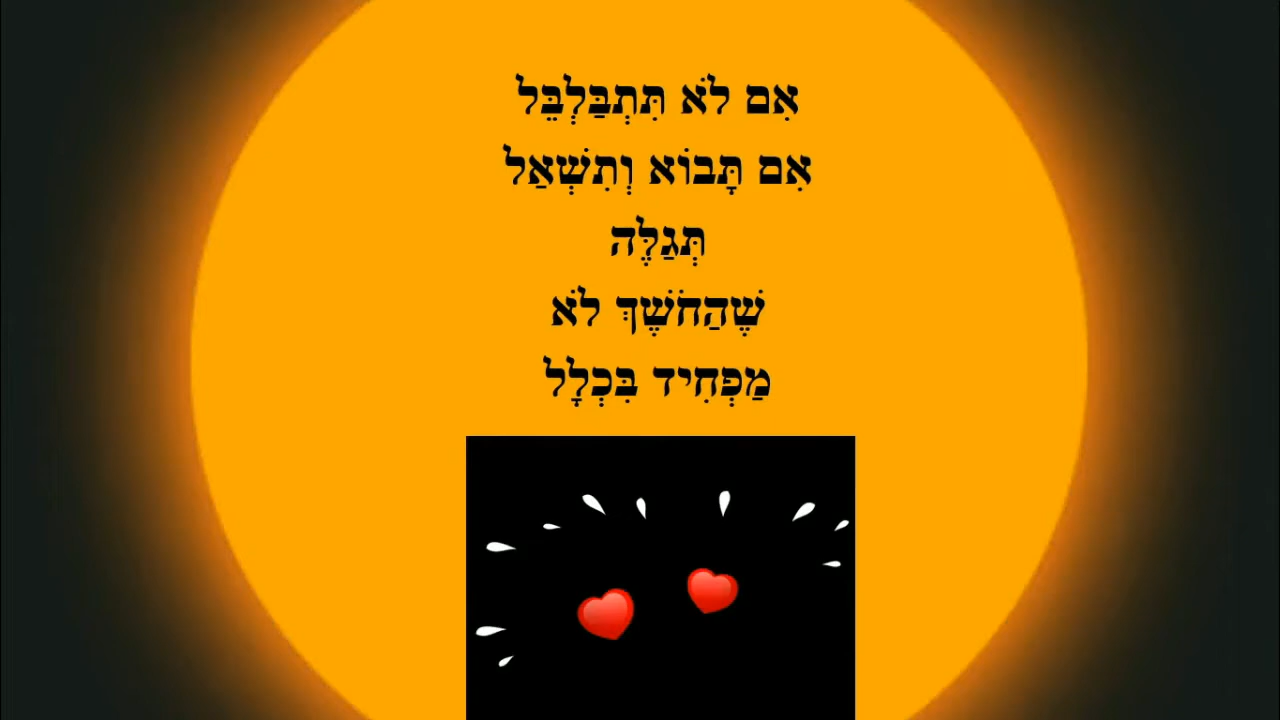 אִם לֹא תִּתְבַּלְבֵּל
אִם תָּבוֹא וְתִשְׁאַל
תְּגַלֶּה
שֶׁהַחֹשֶׁךְ לֹא
מַפְחִיד בִּכְלָל